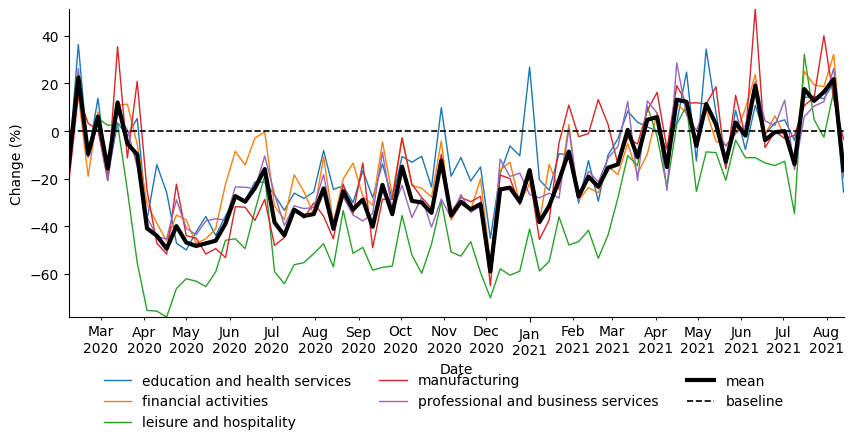 40
20
0
−20
−40
−60
Change (%)
Mar Apr May Jun Jul Aug Sep Oct Nov Dec Jan Feb Mar Apr May Jun Jul Aug
2020 2020 2020 2020 2020 2020 2020 2020 2020 2020 2021 2021 2021 2021 2021 2021 2021 2021
Date
education and health services
financial activities
leisure and hospitality
manufacturing
professional and business services
mean
baseline